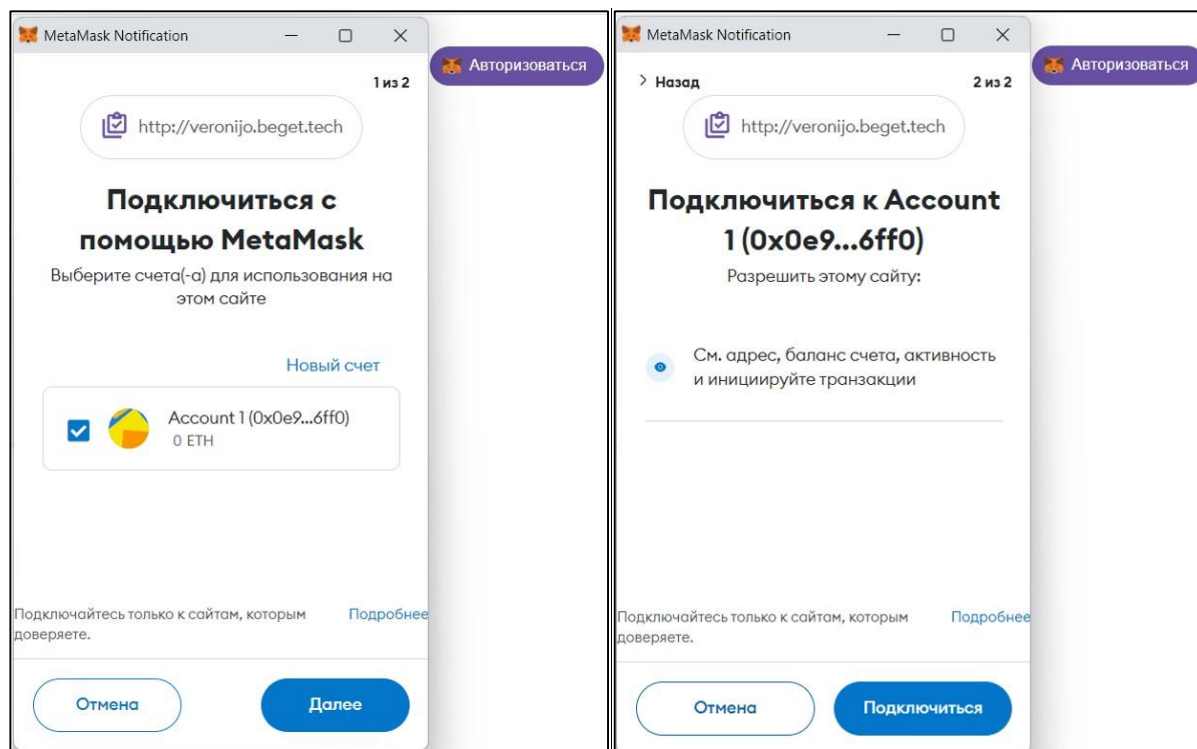 MetaMask Notification
1 из 2
Авторизоваться
http://veronijo.beget.tech
Подключиться с
помощью MetaMask
Выберите счета(-а) для использования на
этом сайте
Новый счет
Account 1 (0x0e9...6ff0)
0 ETH
Подключайтесь только к сайтам, которым
доверяете.
Подробнее
Отмена
Далее
MetaMask Notification
Назад
2 из 2
Авторизоваться
http://veronijo.beget.tech
Подключиться к Account
1 (0x0e9...6ff0)
Разрешить этому сайту:
См. адрес, баланс счета, активность
и инициируйте транзакции
Подключайтесь только к сайтам, которым
доверяете.
Подробнее
Отмена
Подключиться